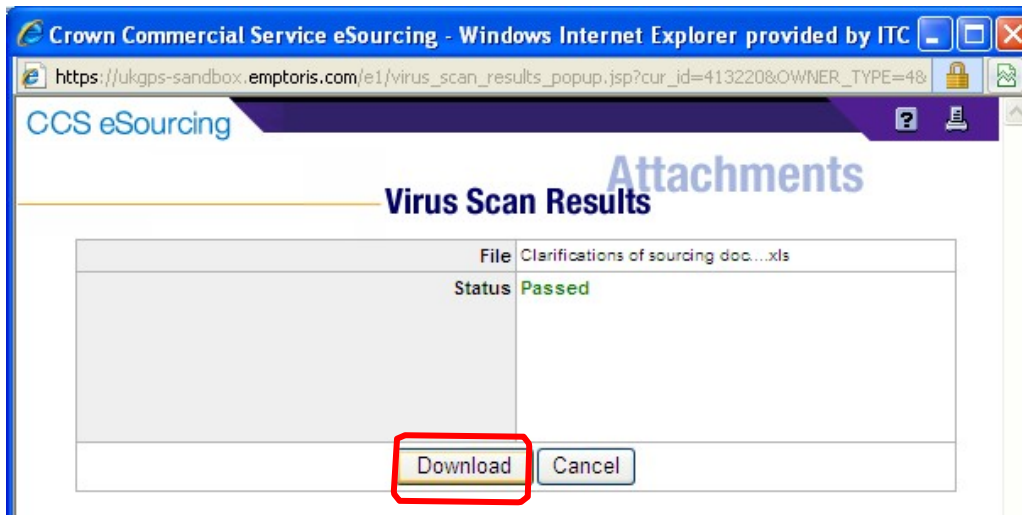 Crown Commercial Service eSourcing - Windows Internet Explorer provided by ITC
https://ukgps-sandbox.emptoris.com/e1/virus_scan_results_popup.jsp?cur_id=413220&OWNER_TYPE=4&
CCS eSourcing
?
Attachments
Virus Scan Results
File Clarifications of sourcing doc....xls
Status Passed
Download Cancel